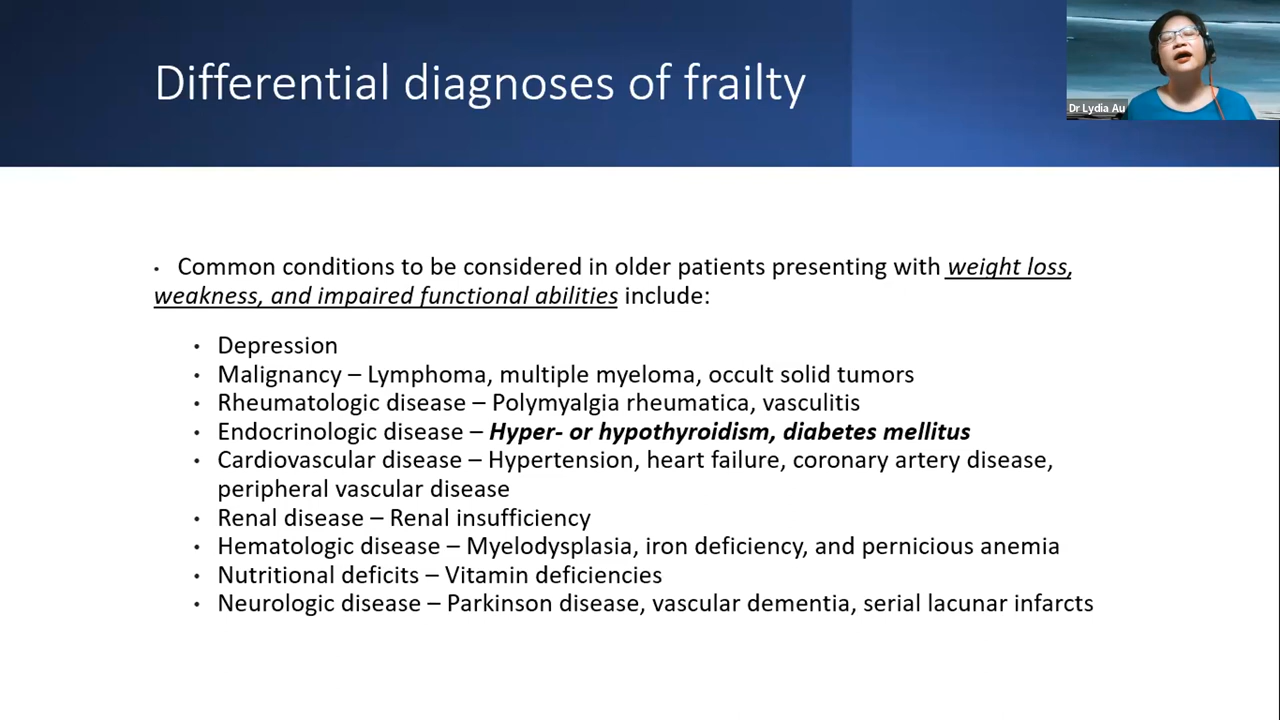 Differential diagnoses of frailty
Dr Lydia Au
• Common conditions to be considered in older patients presenting with weight loss,
weakness, and impaired functional abilities include:
• Depression
• Malignancy – Lymphoma, multiple myeloma, occult solid tumors
• Rheumatologic disease – Polymyalgia rheumatica, vasculitis
• Endocrinologic disease – Hyper- or hypothyroidism, diabetes mellitus
• Cardiovascular disease – Hypertension, heart failure, coronary artery disease,
peripheral vascular disease
• Renal disease – Renal insufficiency
• Hematologic disease – Myelodysplasia, iron deficiency, and pernicious anemia
• Nutritional deficits – Vitamin deficiencies
• Neurologic disease – Parkinson disease, vascular dementia, serial lacunar infarcts